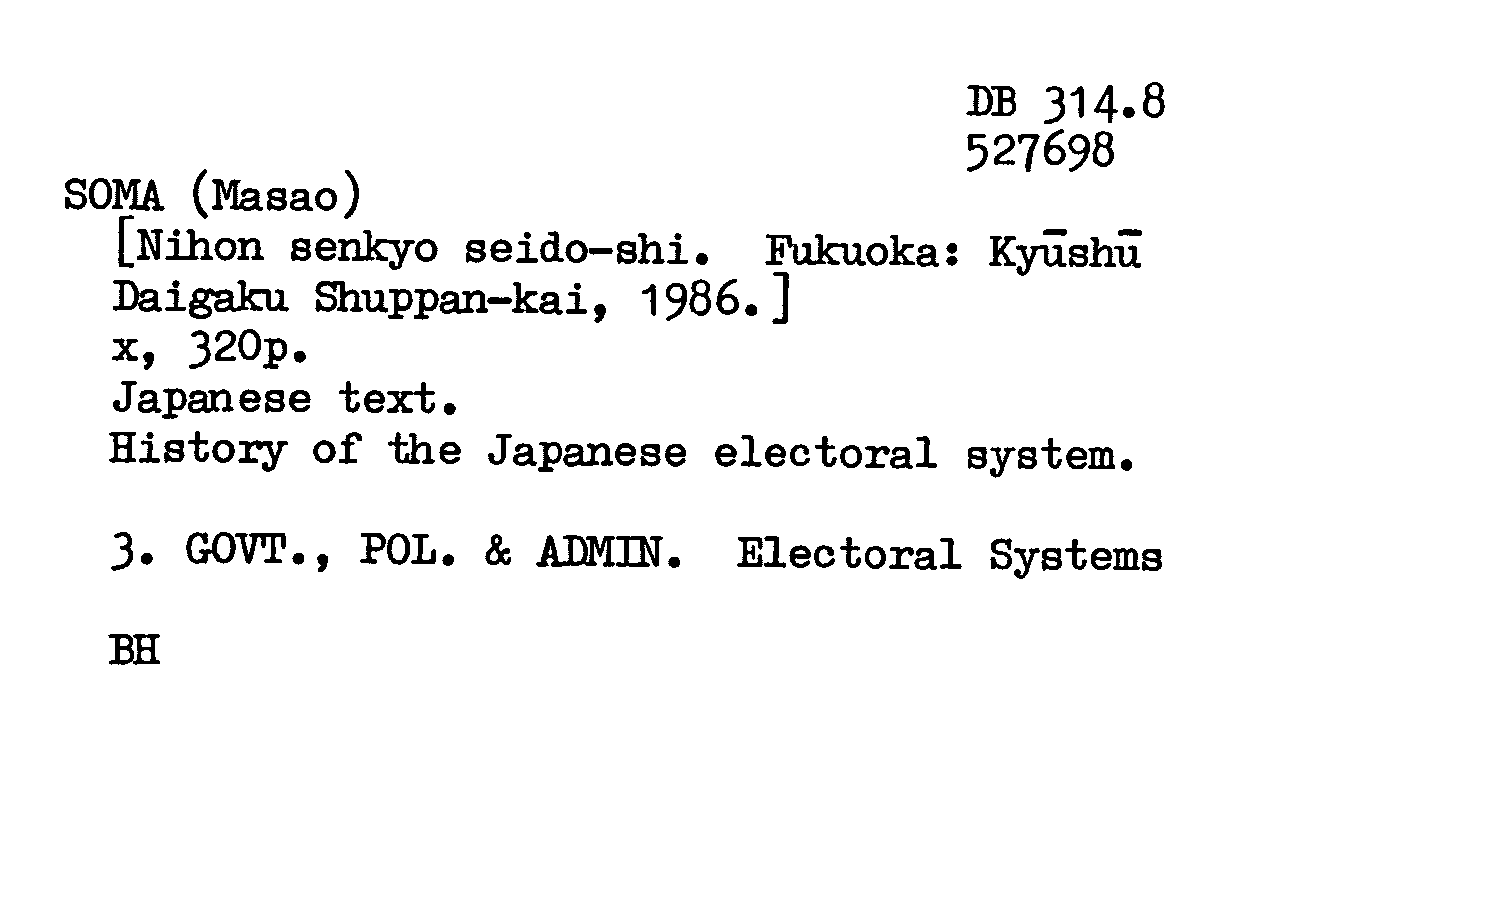 DB 314.8
527698
SOMA (Masao)
[Nihon senkyo seido-shi. Fukuoka: Kyūshū
Daigaku Shuppan-kai, 1986.]
x, 320p.
Japanese text.
History of the Japanese electoral system.
3. GOVT., POL. & ADMIN. Electoral Systems
BH